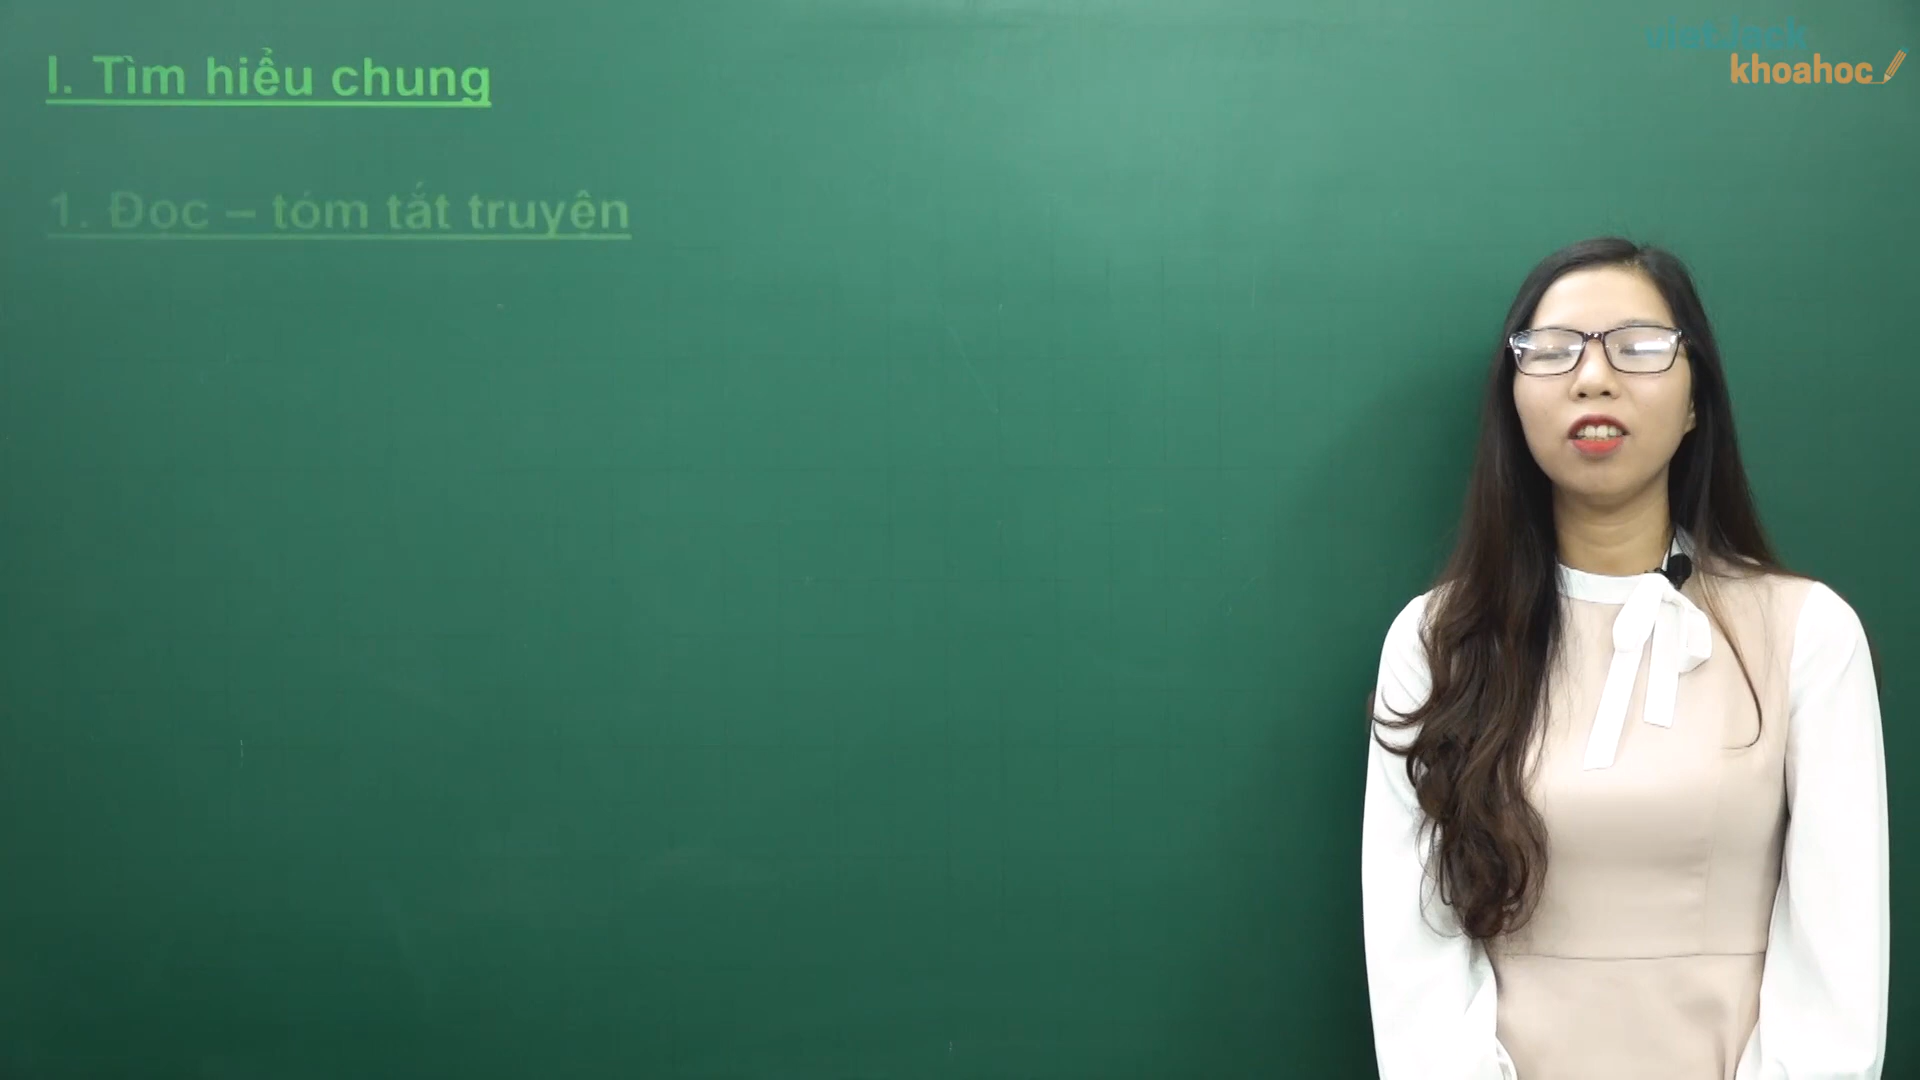 vietjack
khoahoc
I. Tìm hiểu chung
1. Đọc – tóm tắt truyện